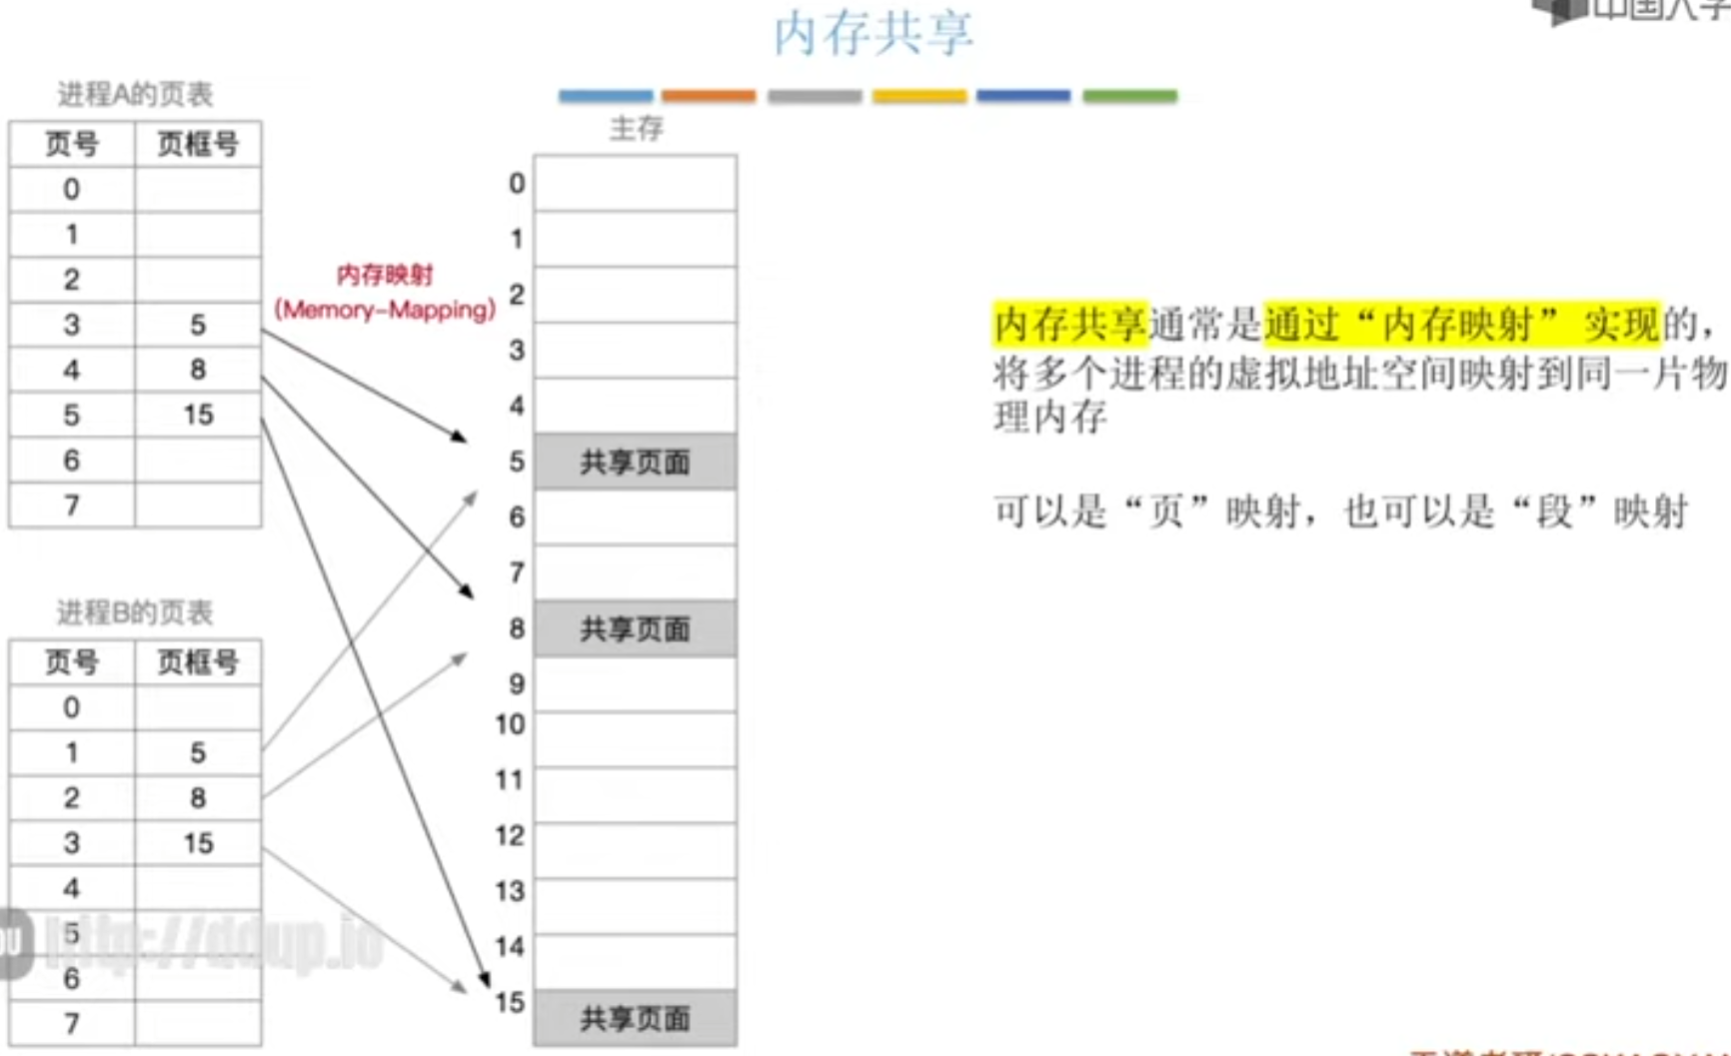 中国大学
内存共享
进程A的页表
页号 页框号
0
1
2
3 5
4 8
5 15
6
7
内存映射
(Memory-Mapping)
进程B的页表
页号 页框号
0
1 5
2 8
3 15
4
5
6
7
http://ddup.io
主存
0
1
2
3
4
5 共享页面
6
7
8 共享页面
9
10
11
12
13
14
15 共享页面
内存共享通常是通过“内存映射”实现的，
将多个进程的虚拟地址空间映射到同一片物
理内存
可以是“页”映射，也可以是“段”映射